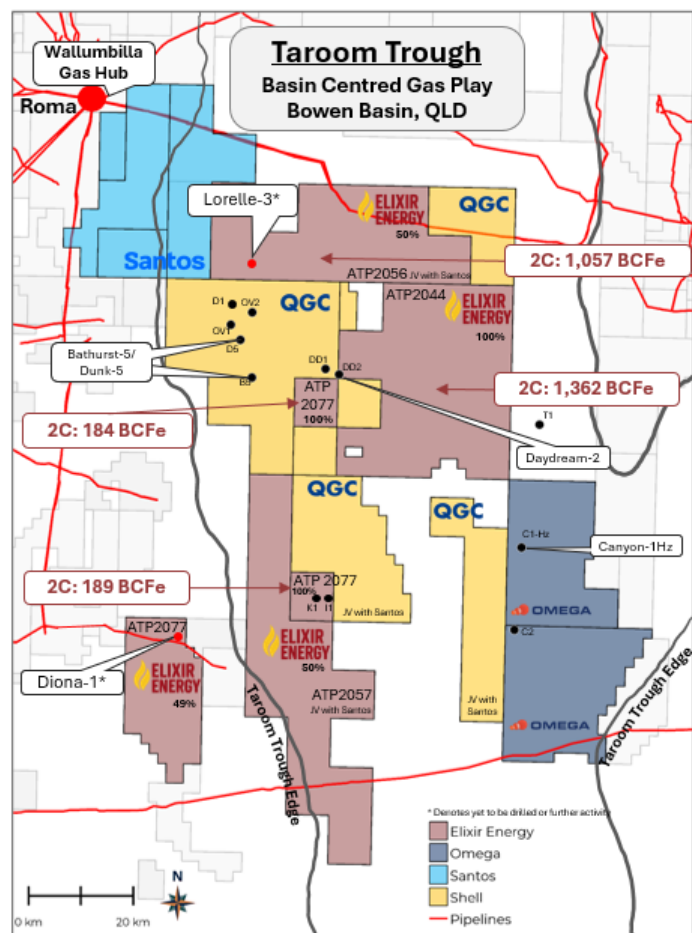 Taroom Trough
Basin Centred Gas Play
Bowen Basin, QLD
Wallumbilla
Gas Hub
Roma
Lorelle-3*
Santos
ELIXIR
ENERGY
50%
QGC
2C: 1,057 BCFe
ATP2056 JV with Santos
ATP2044
ELIXIR
ENERGY
100%
D1
OV2
QGC
OV1
D5
Bathurst-5/
Dunk-5
B5
DD1
DD2
ATP
2077
100%
2C: 1,362 BCFe
2C: 184 BCFe
T1
Daydream-2
QGC
QGC
C1-Hz
Canyon-1Hz
2C: 189 BCFe
ATP 2077
100%
K1
I1
JV with Santos
OMEGA
C2
ATP2077
Diona-1*
ELIXIR
ENERGY
49%
ELIXIR
ENERGY
50%
ATP2057
JV with Santos
JV with
Santos
OMEGA
Taroom Trough Edge
Taroom Trough Edge
* Denotes yet to be drilled or further activity
Elixir Energy
Omega
Santos
Shell
Pipelines
N
0 km
20 km